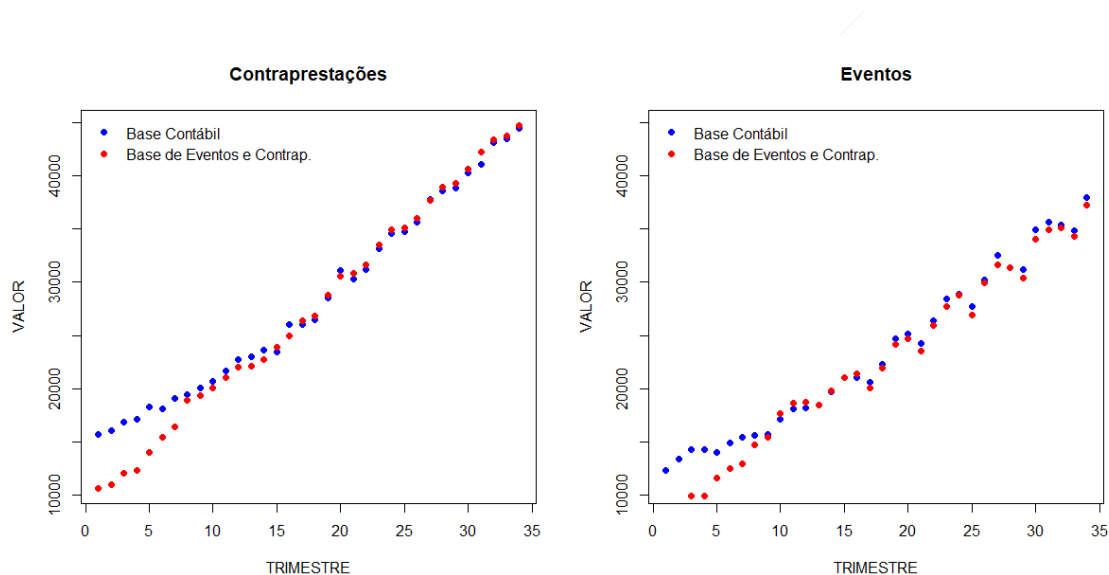 Contraprestações
Base Contábil
Base de Eventos e Contrap.
VALOR
10000
20000
30000
40000
0
5
10
15
20
25
30
35
TRIMESTRE
Eventos
Base Contábil
Base de Eventos e Contrap.
VALOR
10000
20000
30000
40000
0
5
10
15
20
25
30
35
TRIMESTRE